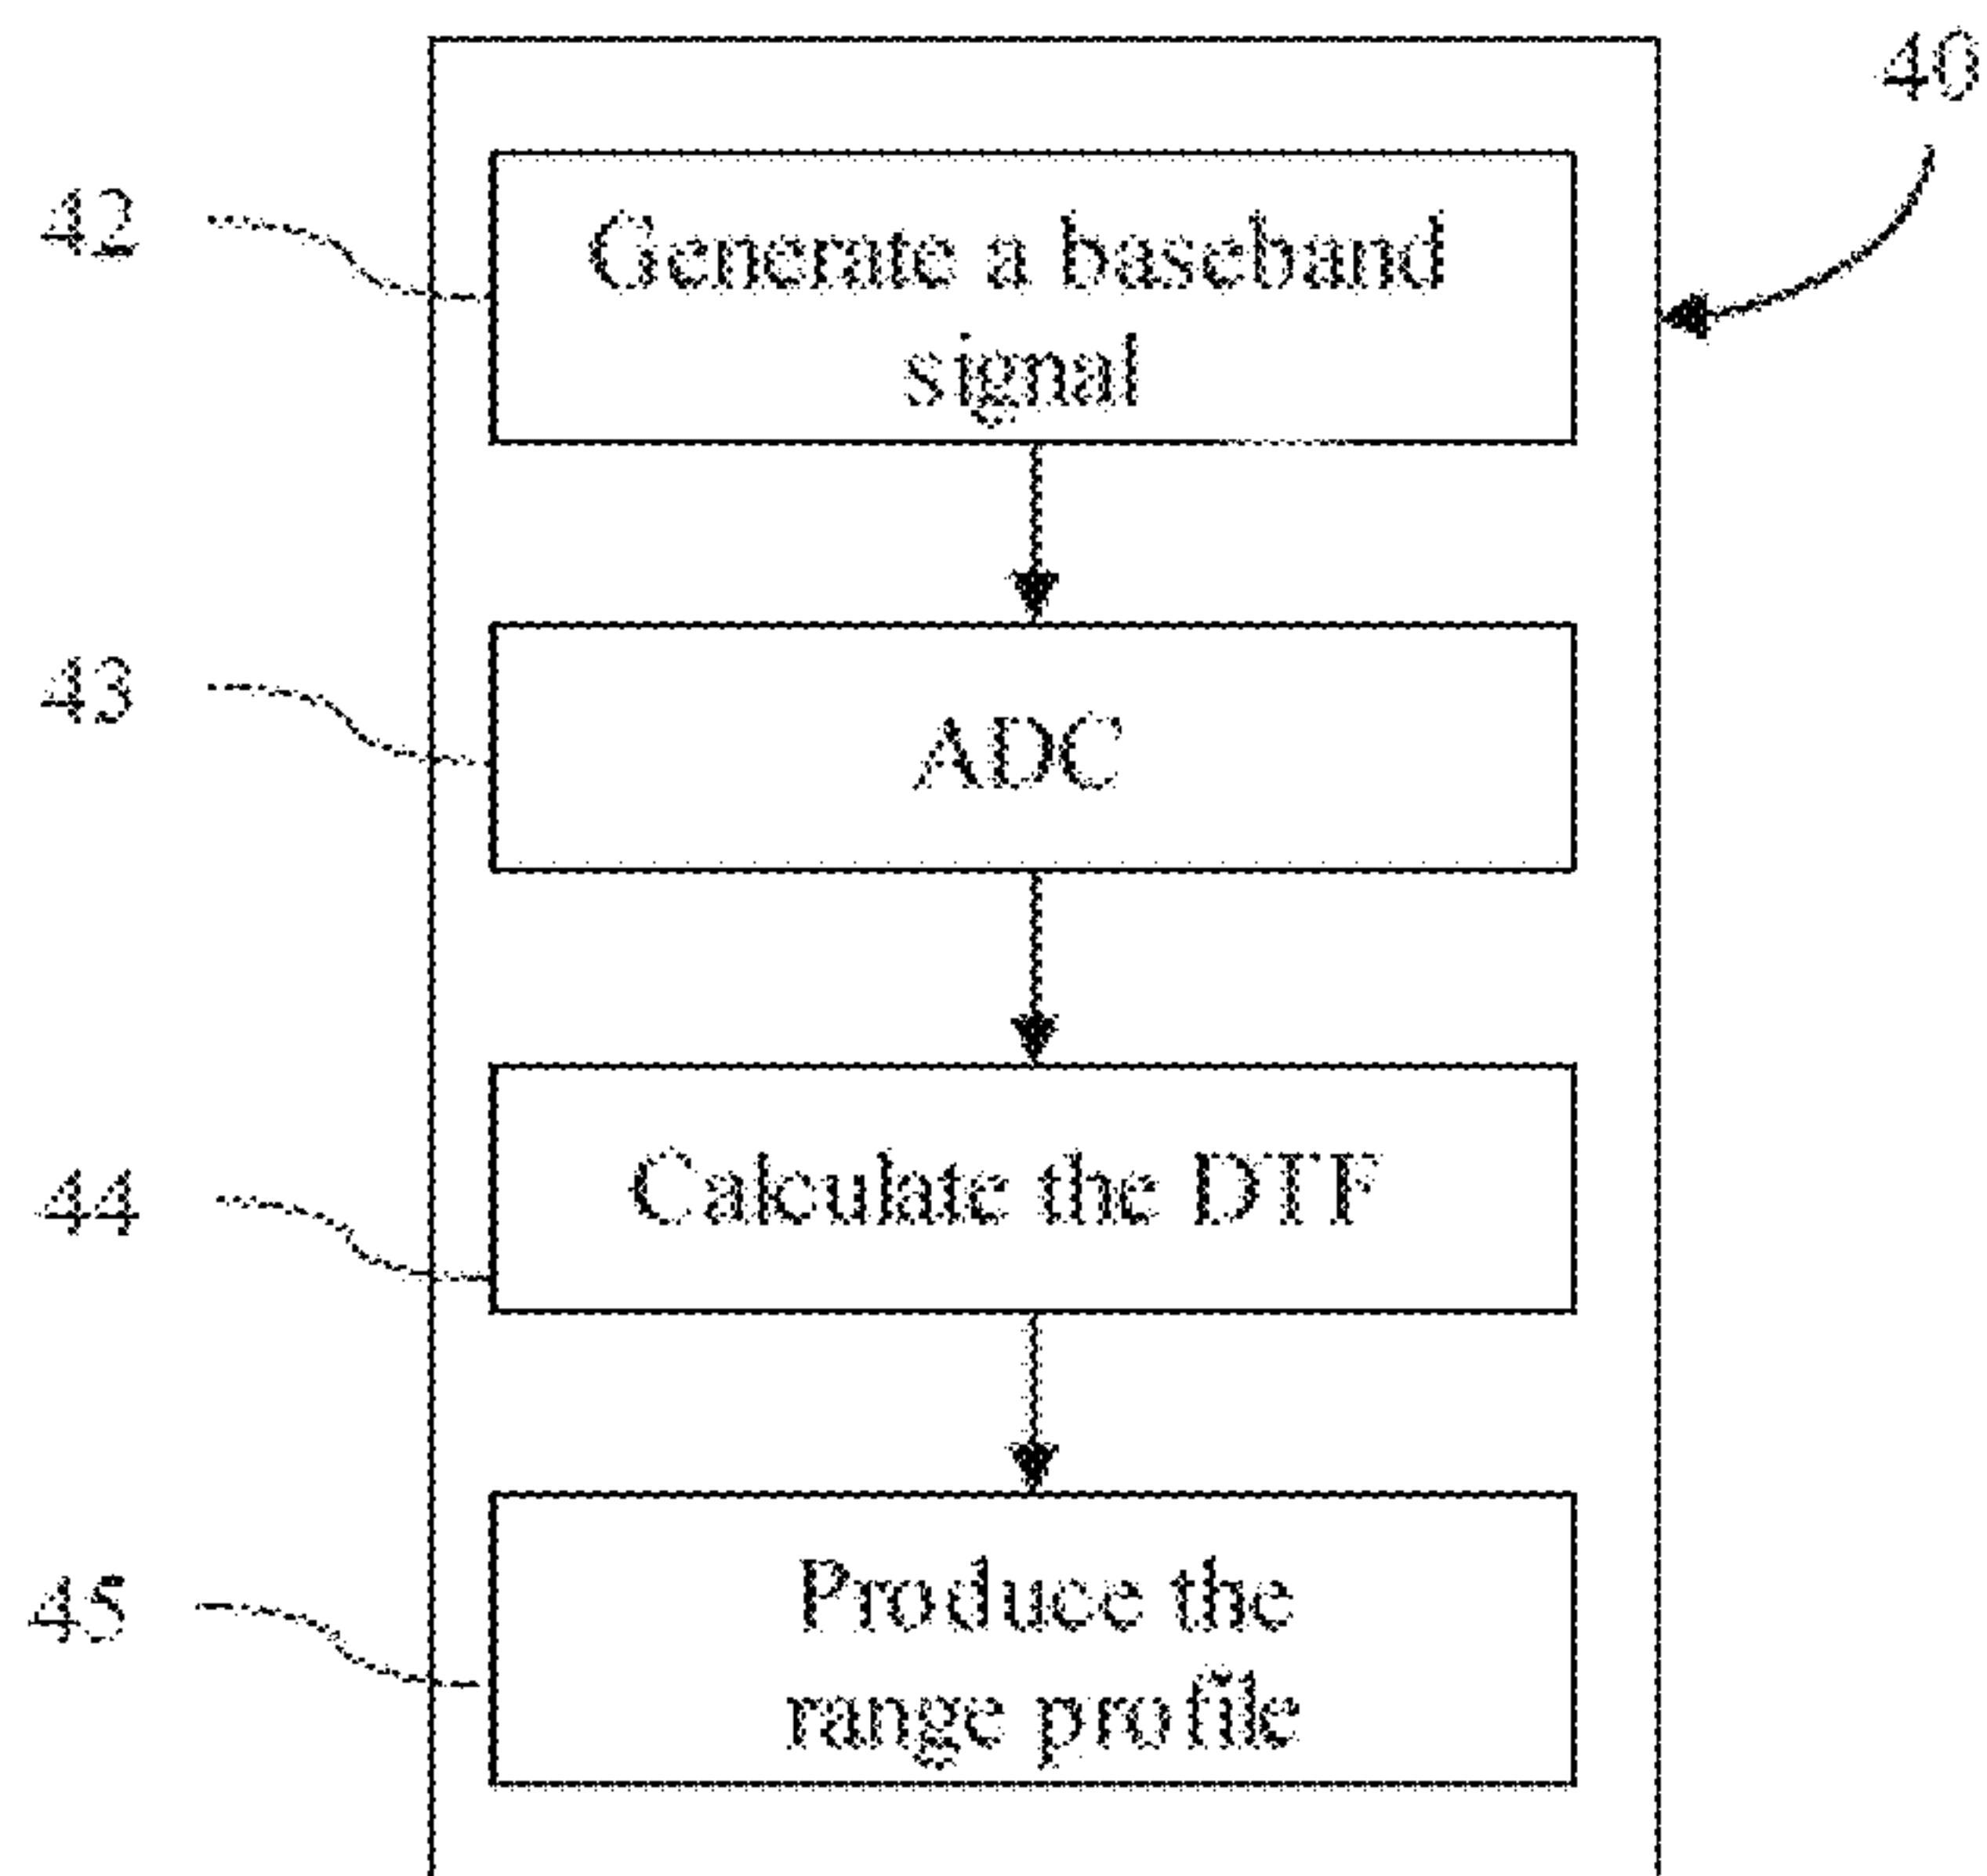 40
42
Generate a baseband
signal
43
ADC
44
Calculate the DTF
45
Produce the
range profile